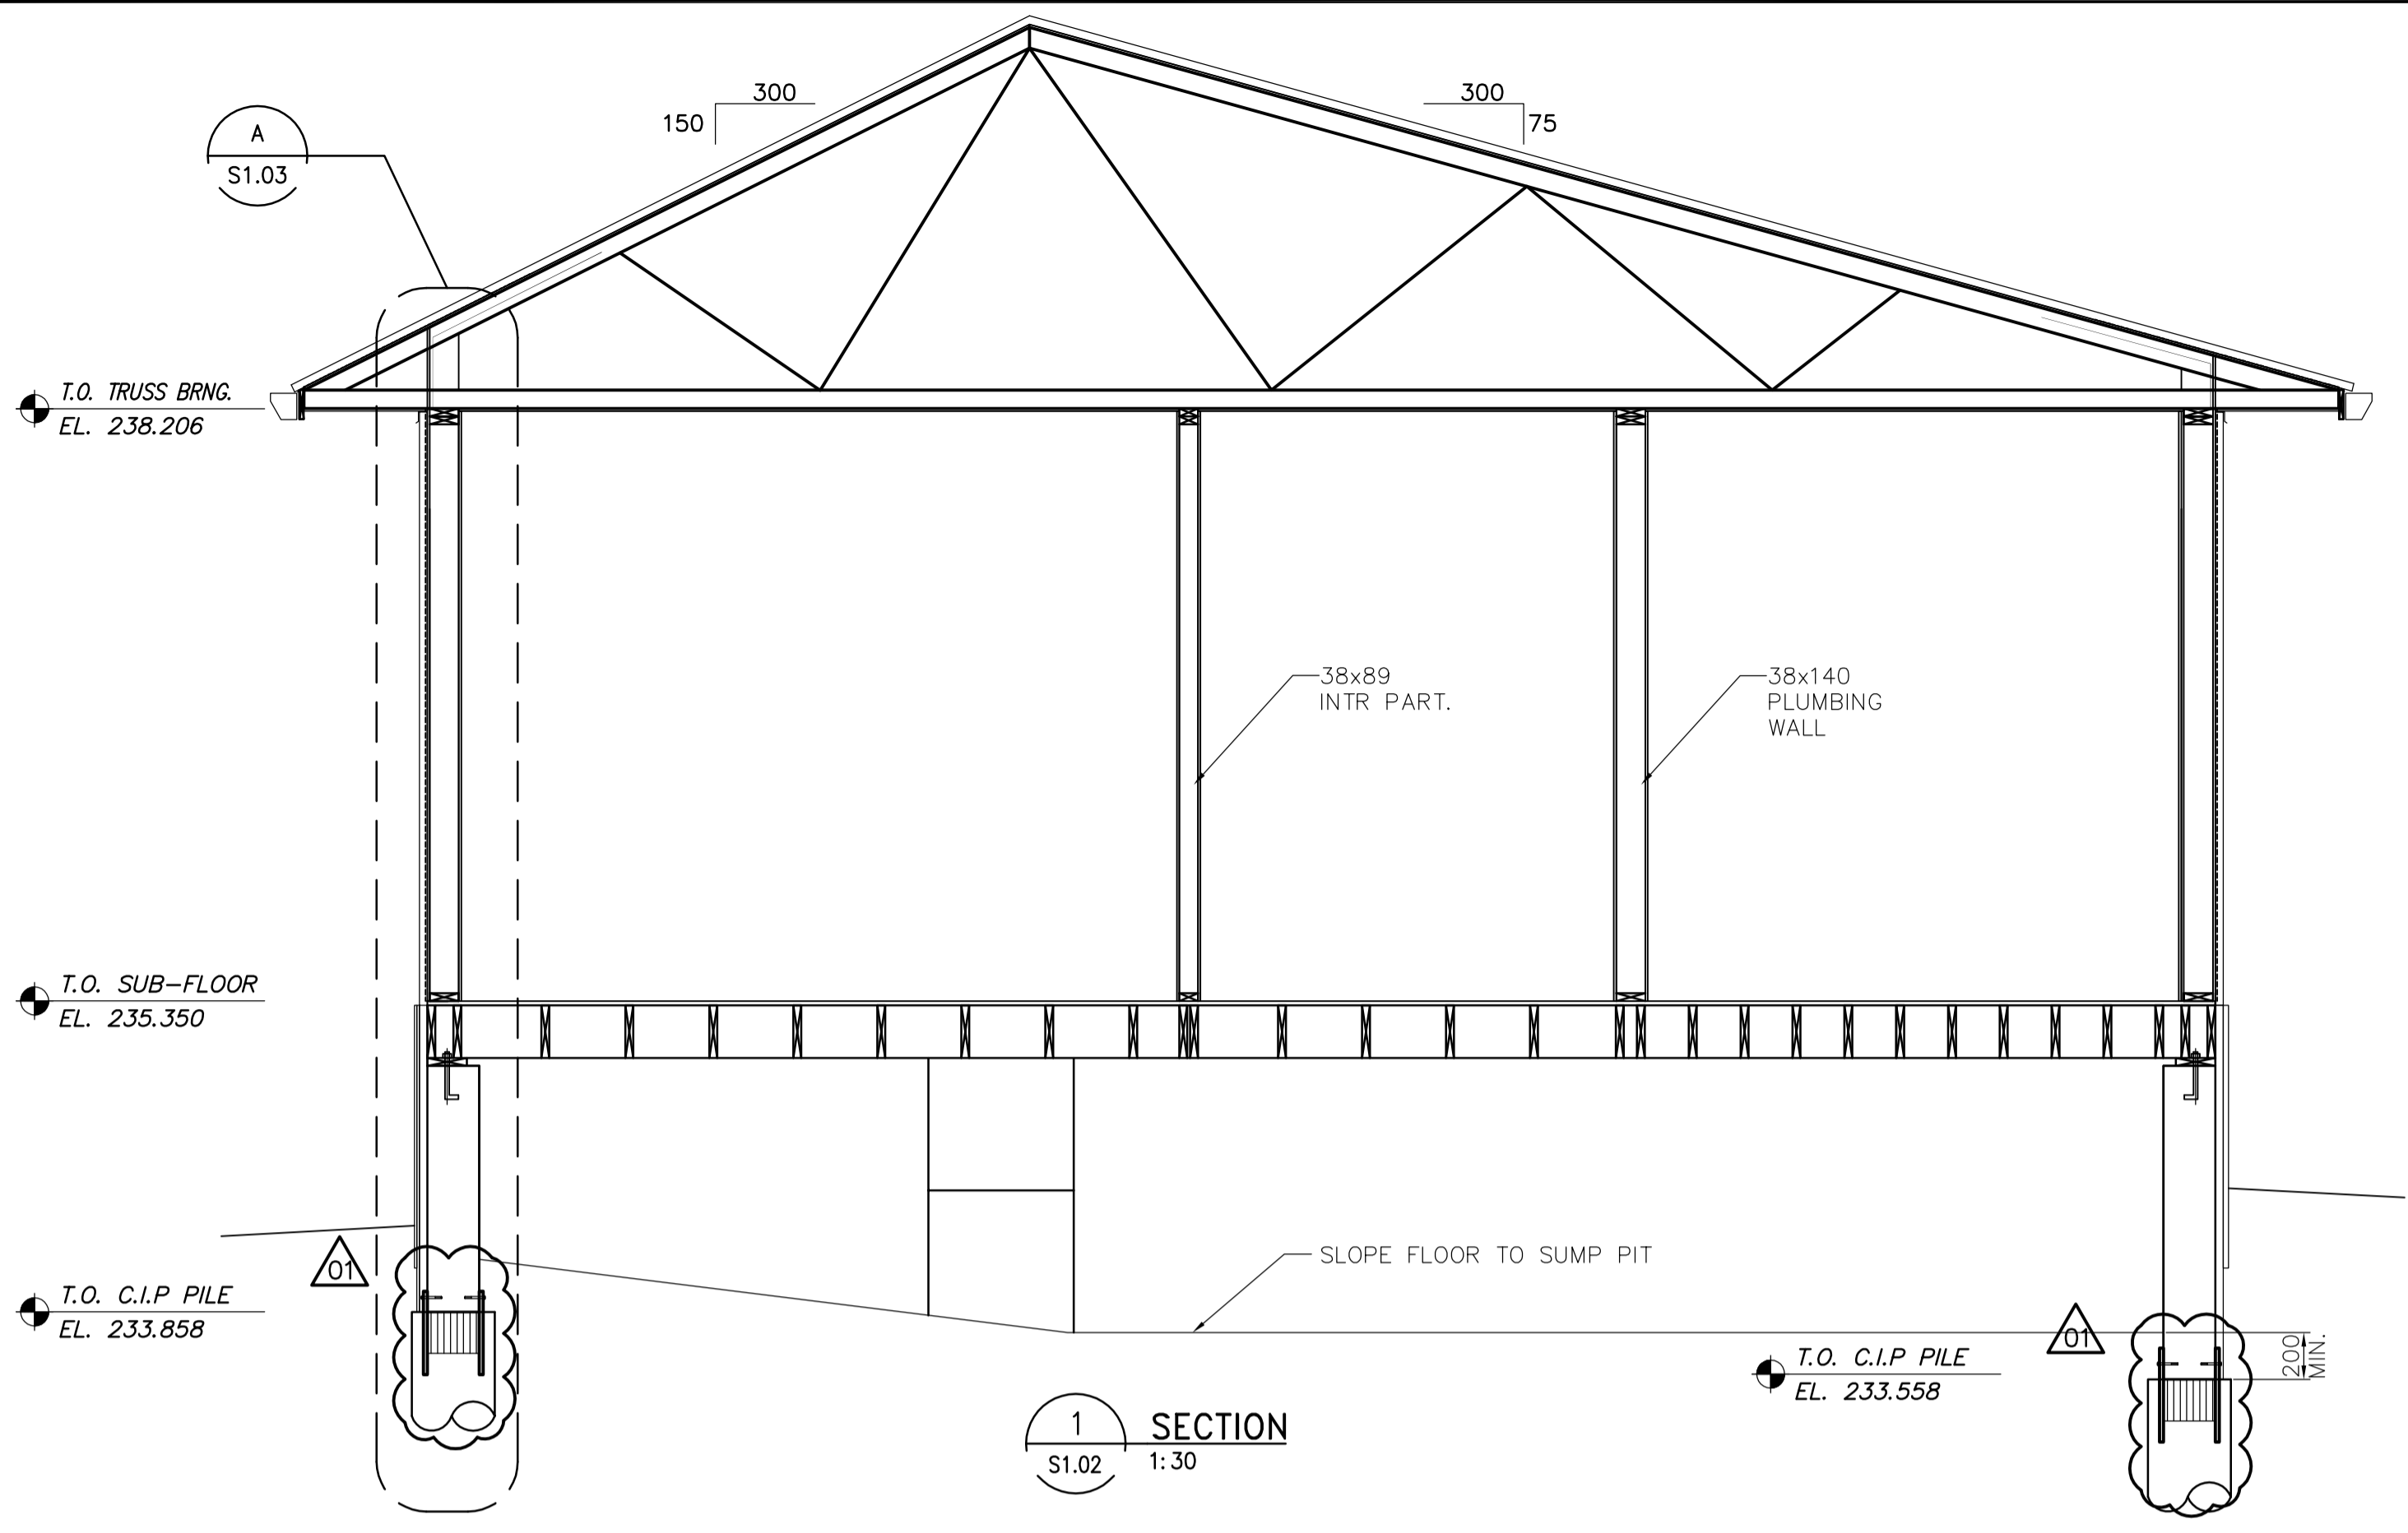 300
150
300
75
A
S1.03
T.O. TRUSS BRNG.
EL. 238.206
38x89
INTR PART.
38x140
PLUMBING
WALL
T.O. SUB-FLOOR
EL. 235.350
SLOPE FLOOR TO SUMP PIT
01
T.O. C.I.P PILE
EL. 233.858
01
200
MIN.
T.O. C.I.P PILE
EL. 233.558
1
S1.02
SECTION
1:30